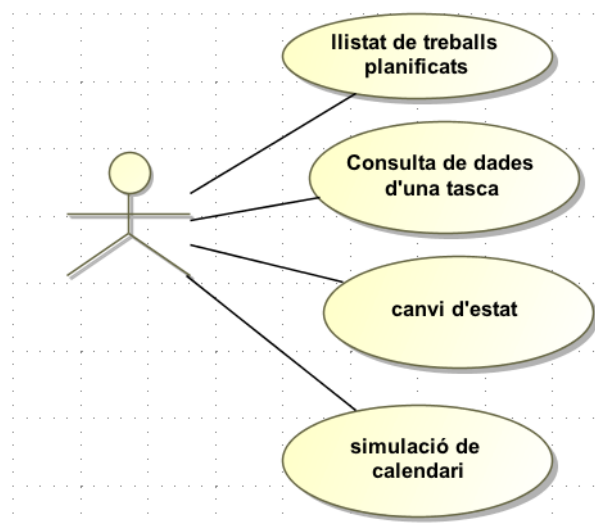 llistat de treballs
planificats
Consulta de dades
d'una tasca
canvi d'estat
simulació de
calendari